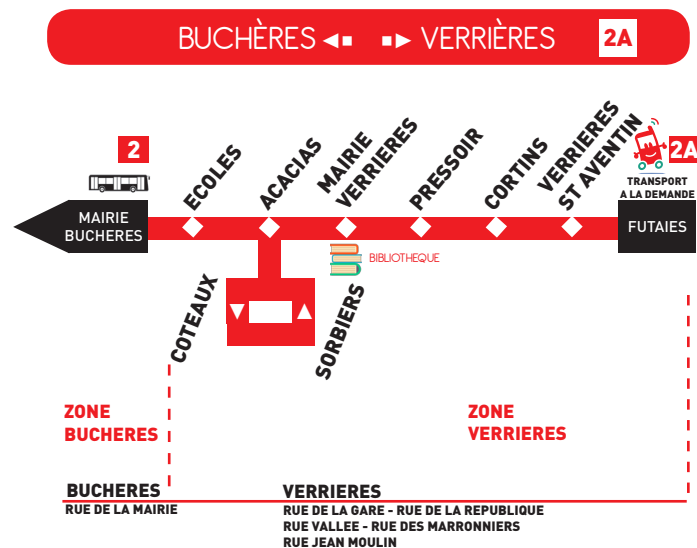 BUCHÈRES VERRIÈRES 2A
2
ECOLES
ACACIAS
MAIRIE
VERRIERES
PRESSOIR
CORTINS
VERRIERES
ST AVENTIN
2A
TRANSPORT
A LA DEMANDE
MAIRIE
BUCHERES
FUTAIES
BIBLIOTHEQUE
COTEAUX
SORBIERS
ZONE
BUCHERES
ZONE
VERRIERES
BUCHERES
RUE DE LA MAIRIE
VERRIERES
RUE DE LA GARE - RUE DE LA REPUBLIQUE
RUE VALLEE - RUE DES MARRONNIERS
RUE JEAN MOULIN